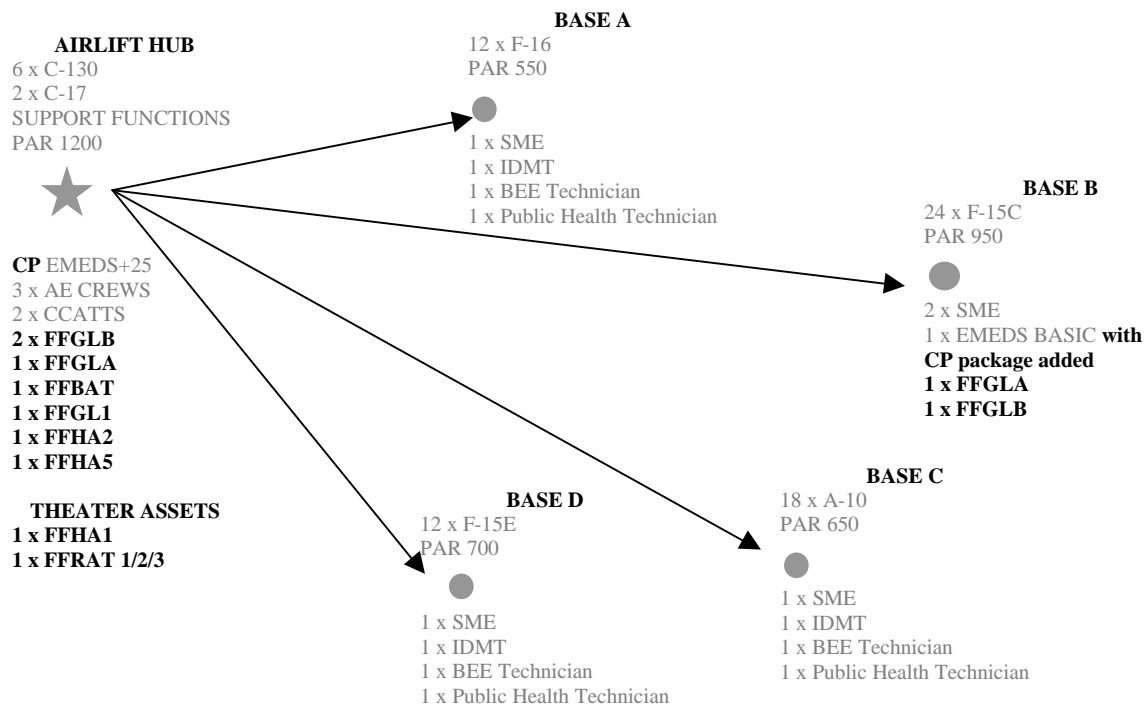 AIRLIFT HUB
6 x C-130
2 x C-17
SUPPORT FUNCTIONS
PAR 1200
CP EMEDS+25
3 x AE CREWS
2 x CCATTS
2 x FFGLB
1 x FFGLA
1 x FFBAT
1 x FFGL1
1 x FFHA2
1 x FFHA5
THEATER ASSETS
1 x FFHA1
1 x FFRAT 1/2/3
BASE A
12 x F-16
PAR 550
1 x SME
1 x IDMT
1 x BEE Technician
1 x Public Health Technician
BASE B
24 x F-15C
PAR 950
2 x SME
1 x EMEDS BASIC with
CP package added
1 x FFGLA
1 x FFGLB
BASE C
18 x A-10
PAR 650
1 x SME
1 x IDMT
1 x BEE Technician
1 x Public Health Technician
BASE D
12 x F-15E
PAR 700
1 x SME
1 x IDMT
1 x BEE Technician
1 x Public Health Technician